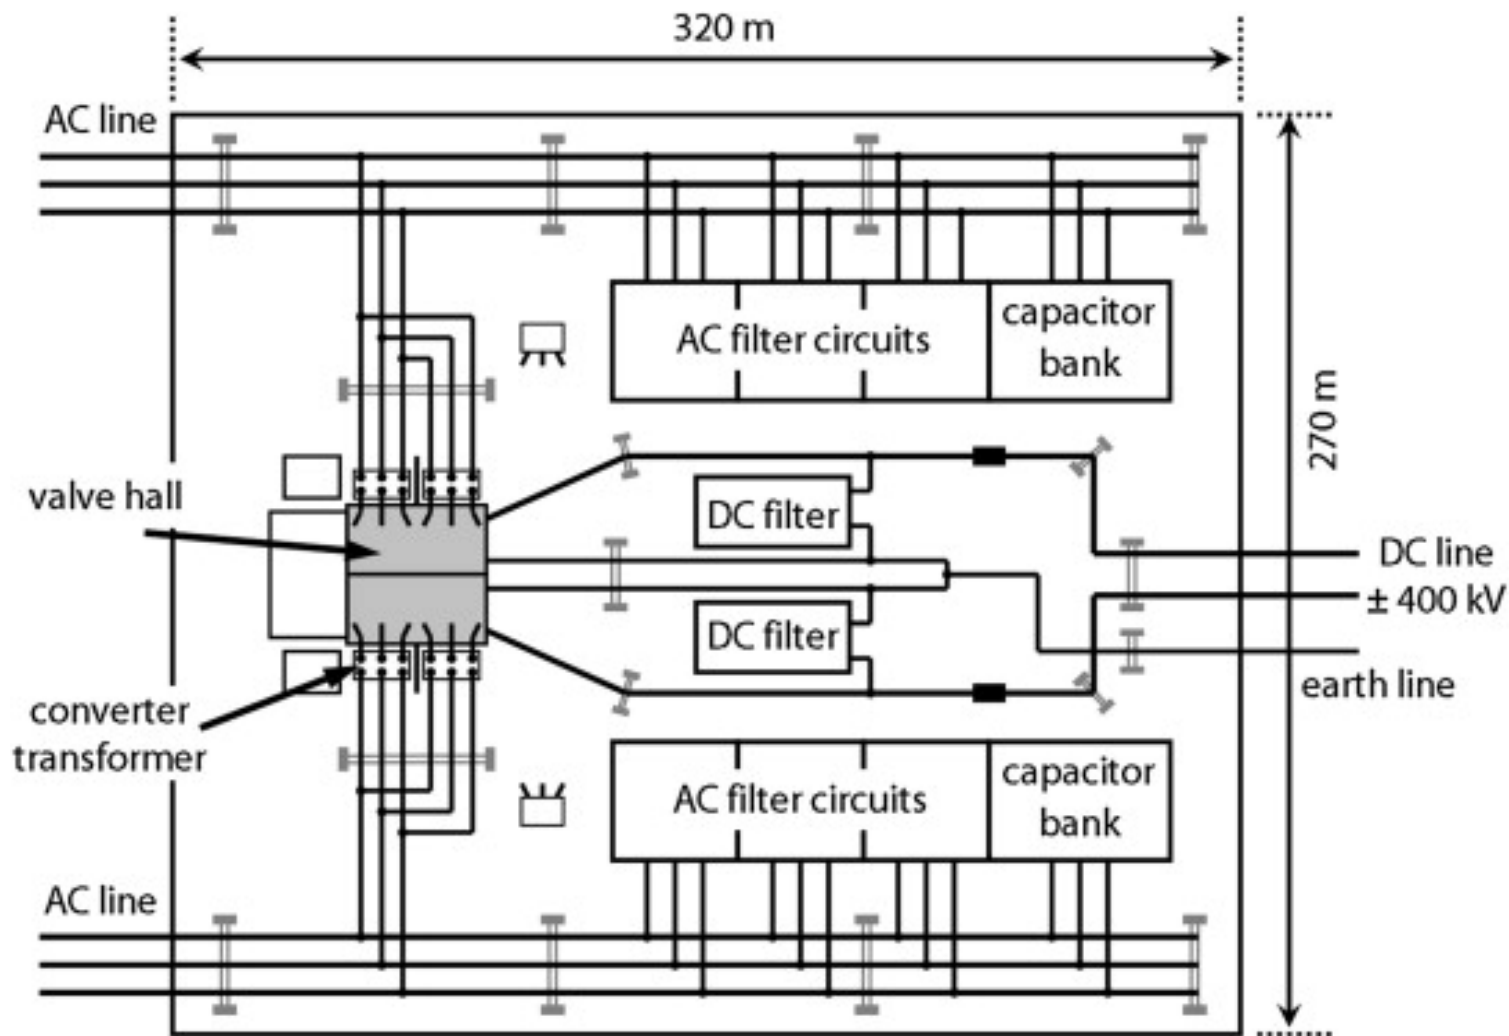 320 m
AC line
AC filter circuits
capacitor
bank
270 m
valve hall
DC filter
DC line
± 400 kV
DC filter
earth line
converter
transformer
AC filter circuits
capacitor
bank
AC line